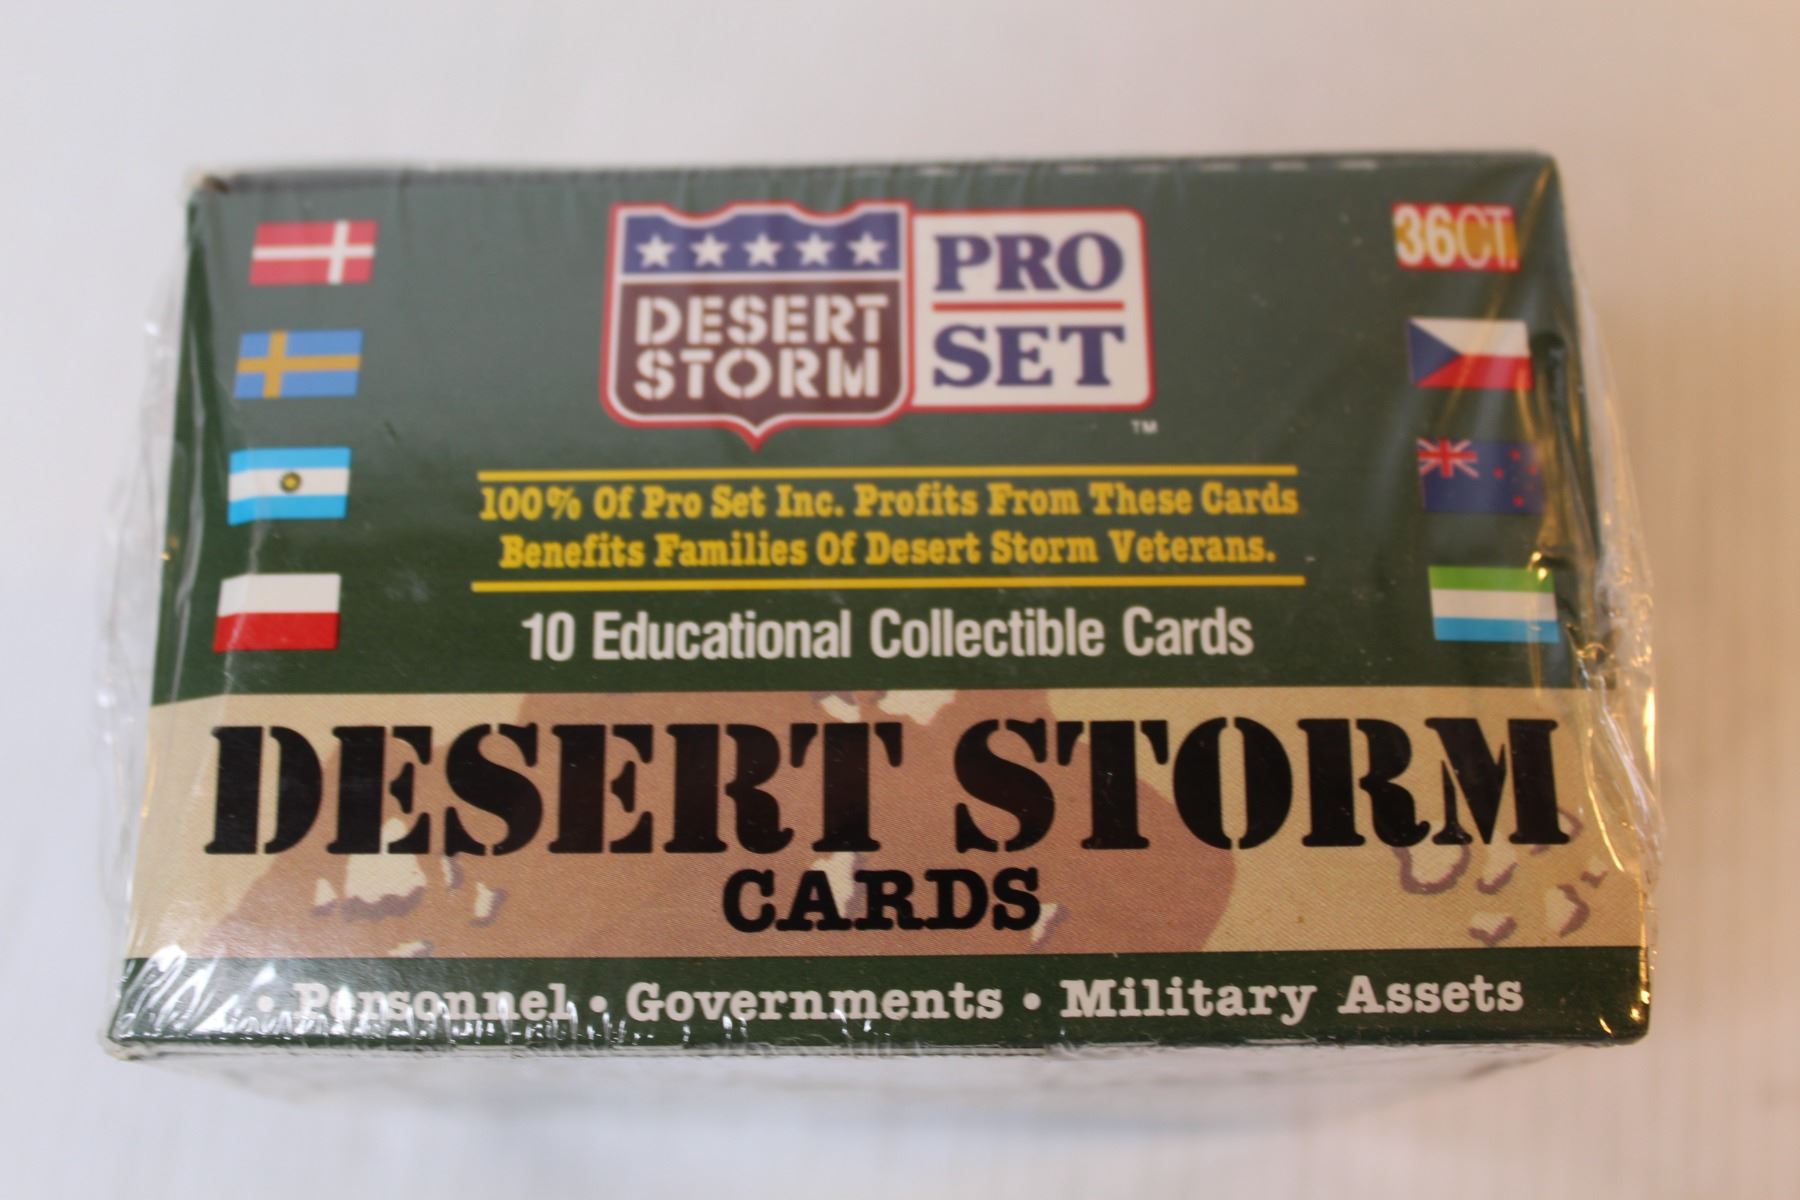 DESERT
STORM
PRO
SET
TM
36CT.
100% Of Pro Set Inc. Profits From These Cards
Benefits Families Of Desert Storm Veterans.
10 Educational Collectible Cards
DESERT STORM
CARDS
• Personnel • Governments • Military Assets